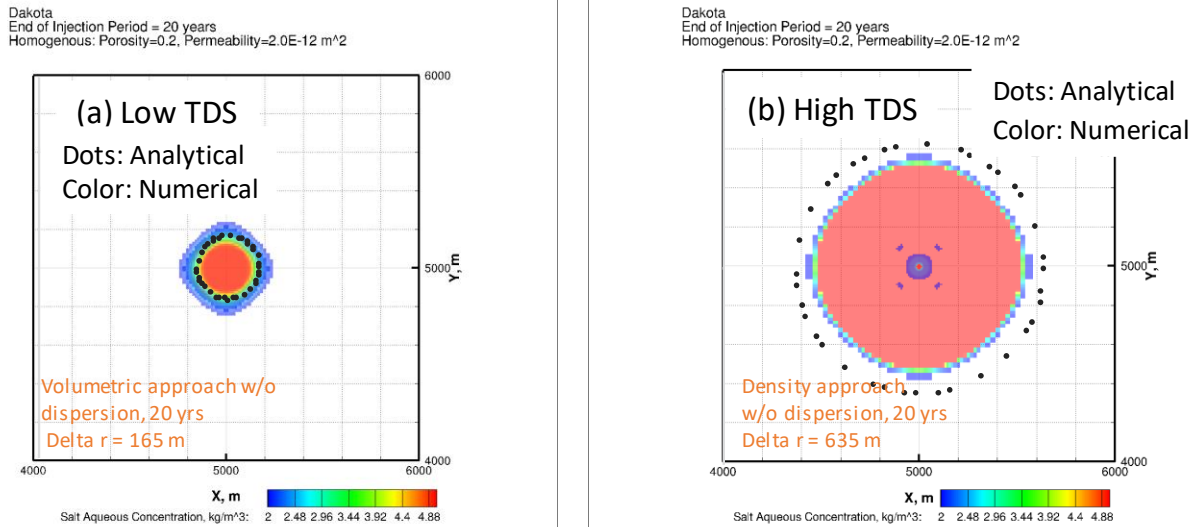 Dakota
End of Injection Period = 20 years
Homogenous: Porosity=0.2, Permeability=2.0E-12 m^2
6000
(a) Low TDS
Dots: Analytical
Color: Numerical
5000
Y, m
Volumetric approach w/o
dispersion, 20 yrs
Delta r = 165 m
4000
4000 5000 6000
X, m
Salt Aqueous Concentration, kg/m^3: 2 2.48 2.96 3.44 3.92 4.4 4.88
Dakota
End of Injection Period = 20 years
Homogenous: Porosity=0.2, Permeability=2.0E-12 m^2
(b) High TDS
Dots: Analytical
Color: Numerical
5000
Y, m
Density approach
w/o dispersion, 20 yrs
Delta r = 635 m
4000
4000 5000 6000
X, m
Salt Aqueous Concentration, kg/m^3: 2 2.48 2.96 3.44 3.92 4.4 4.88